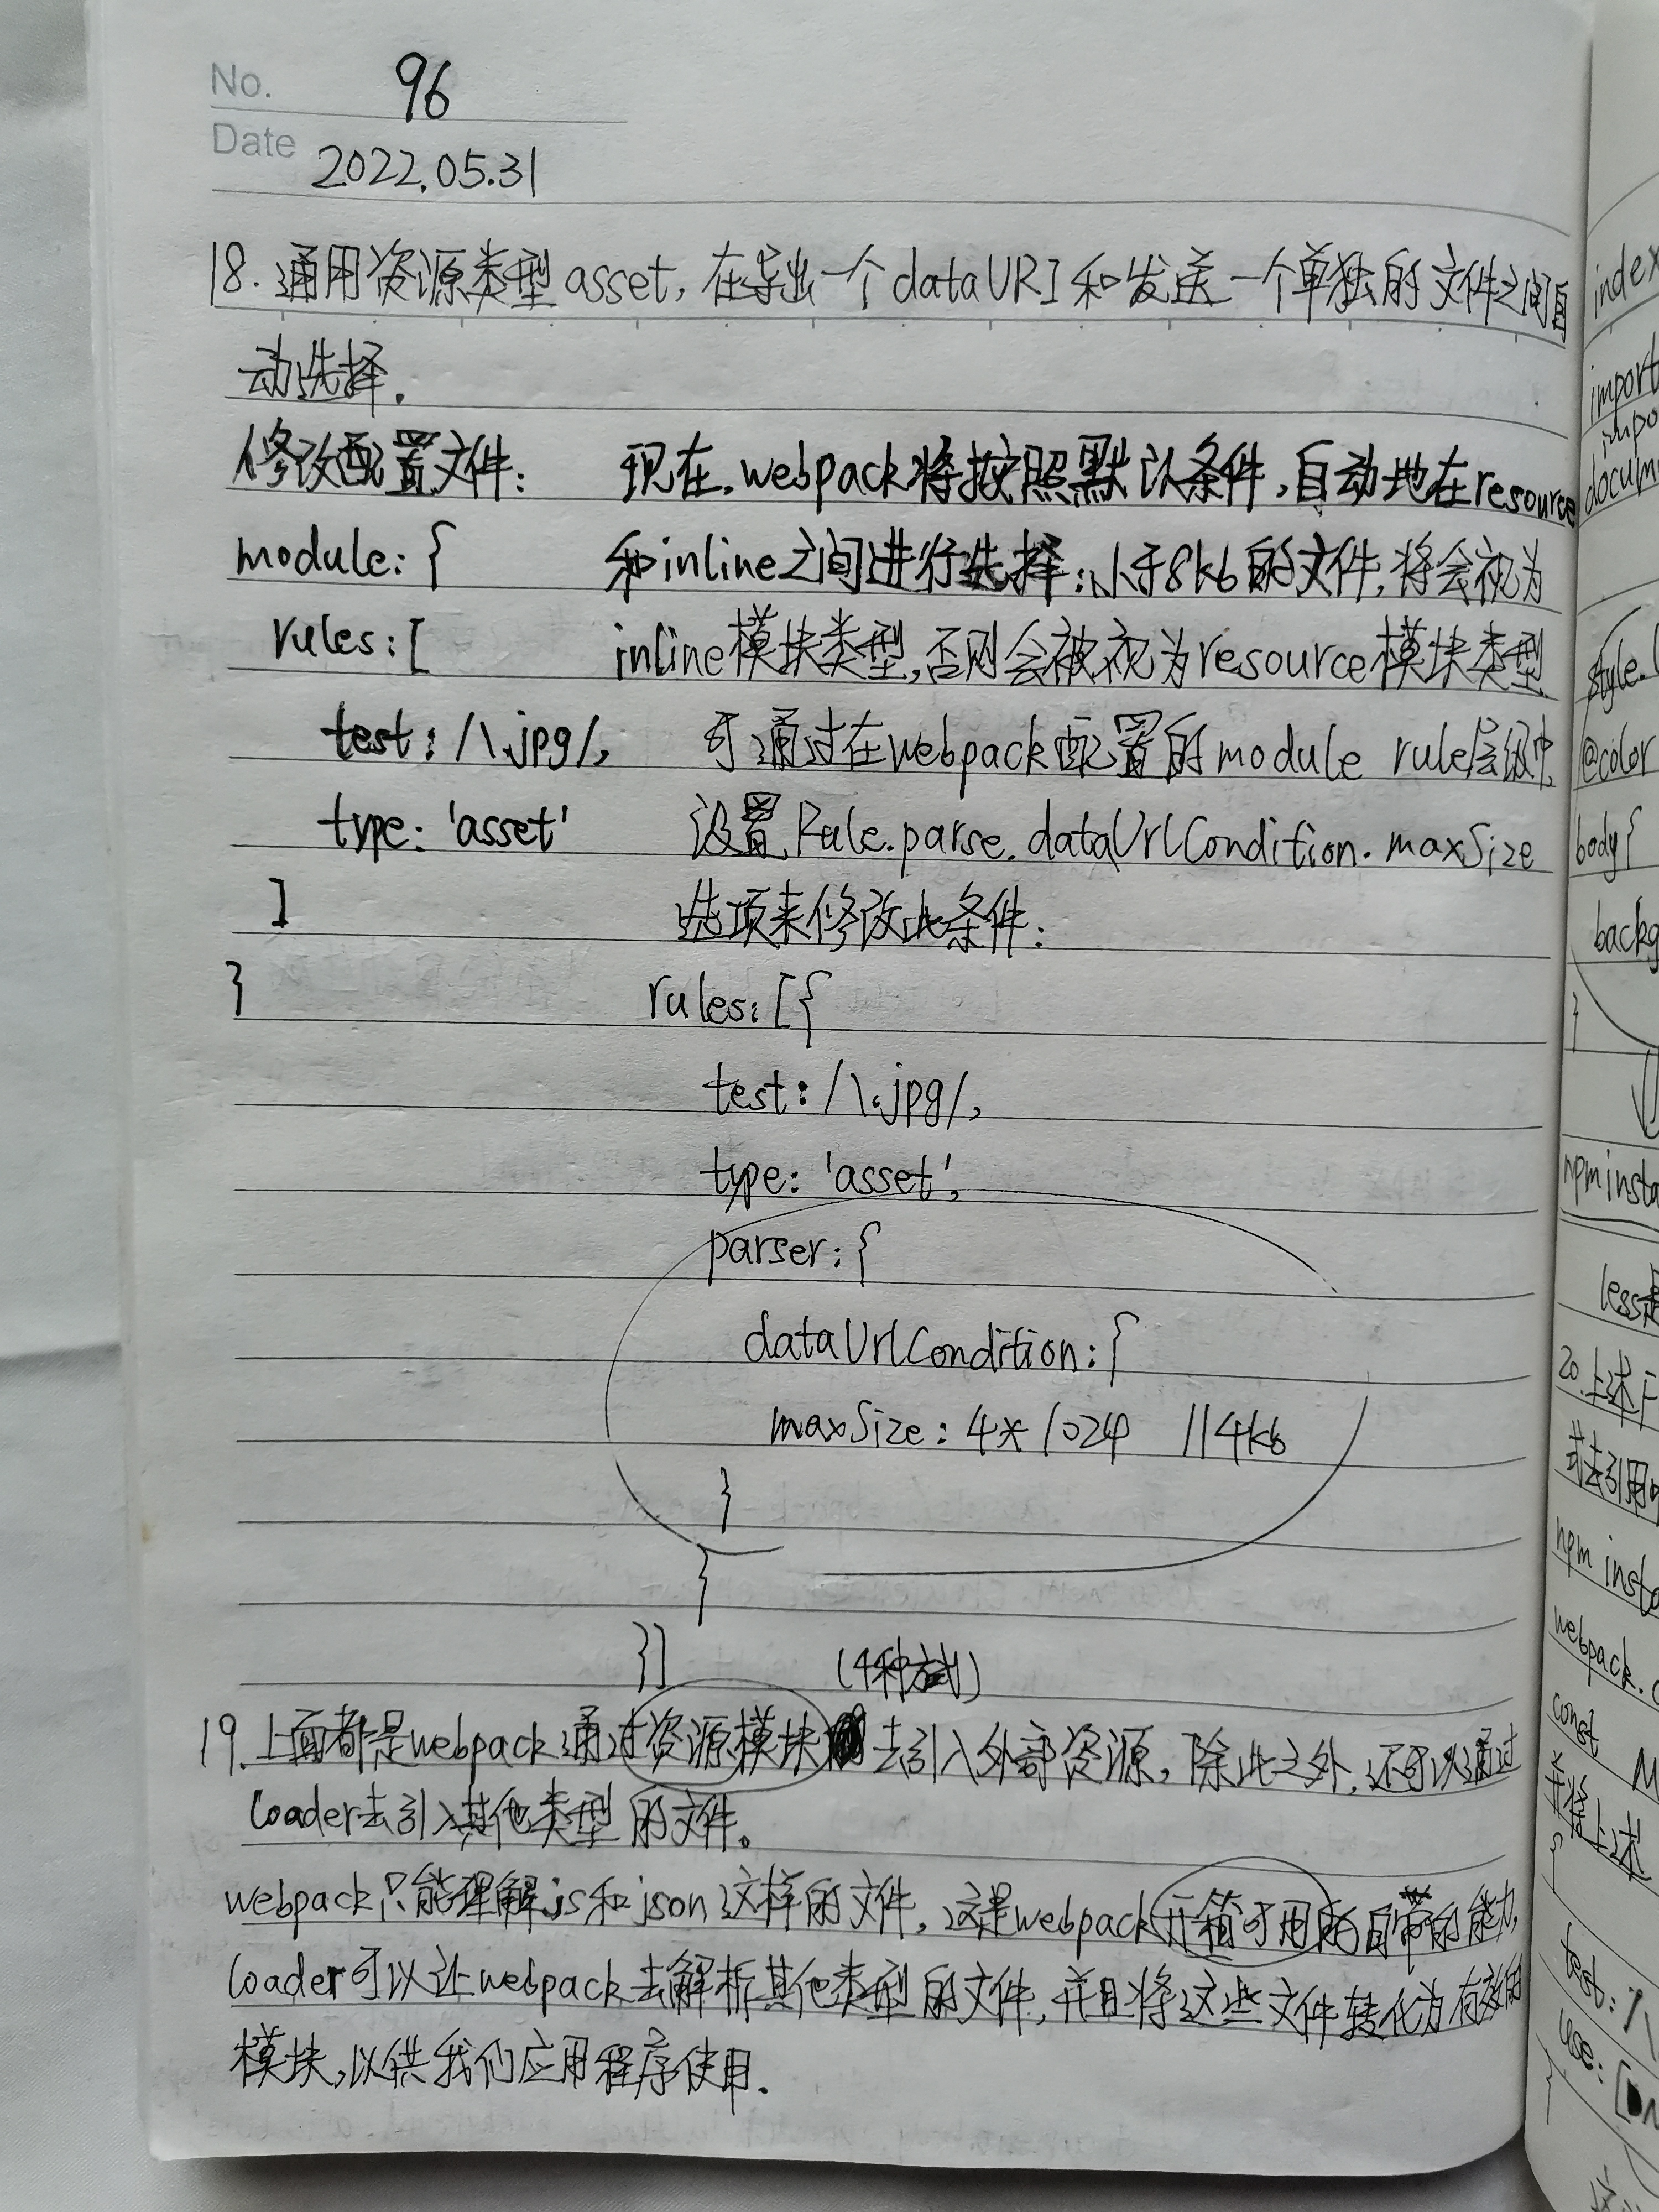 No. 96
Date 2022.05.31
18. 通用资源类型asset, 在导出一个dataURI和发送一个单独的文件之间自
动选择.
修改配置文件: 现在.webpack将按照默认条件,自动地在resource
module: { 和inline之间进行选择:小于8kb的文件,将会视为
rules:[ inline模块类型,否则会被视为resource模块类型
test: /\.jpg/, 可通过在webpack配置的module rule层级中
type: 'asset' 设置Rule.parse.dataUrlCondition.maxSize
] 选项来修改此条件:
} rules:[{
test: /\.jpg/,
type: 'asset',
parser: {
dataUrlCondition: {
maxSize: 4*1024 //4kb
}
}
}] (4种方式)
19.上面都是webpack通过资源模块去引入外部资源,除此之外,还可以通过
loader去引入其他类型的文件。
webpack只能理解js和json这样的文件,这是webpack开箱可用的自带的能力,
loader可以让webpack去解析其他类型的文件,并且将这些文件转化为有效的
模块,以供我们应用程序使用.
index
import
impo
docum
style.
@color
body{
backg
}
npm insta
less
20.上述
式去引用
npm insta
webpack.c
const M
并将上述
test: /\
use: [